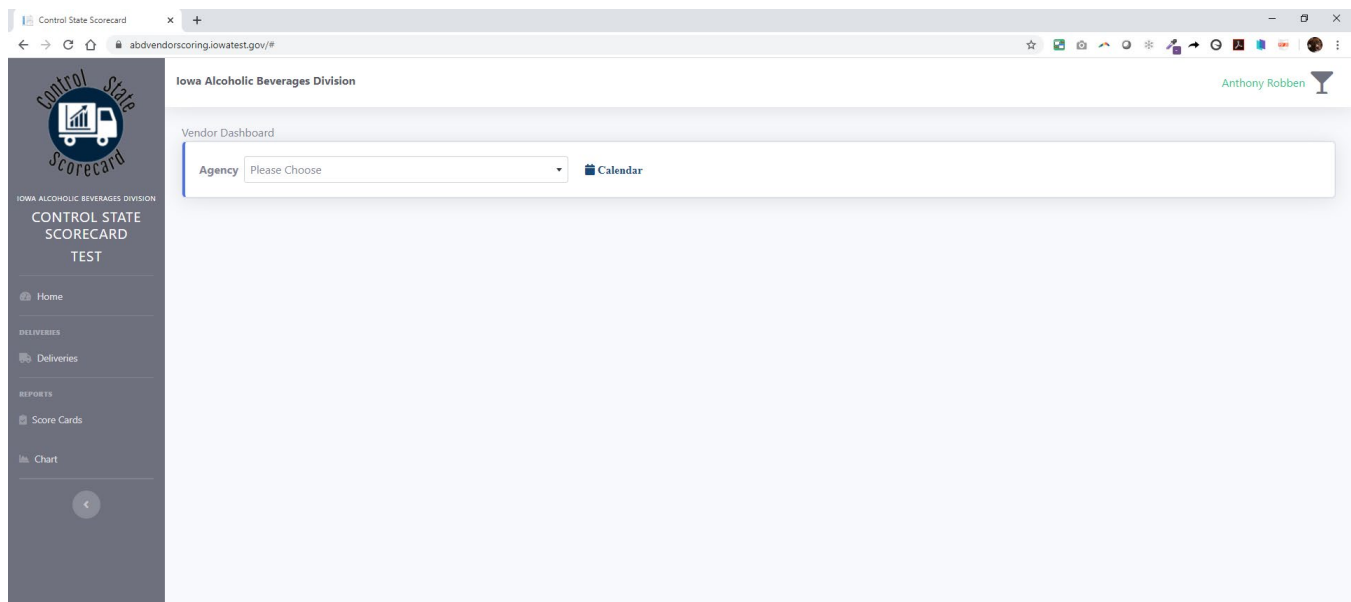 Control State Scorecard
abdvendorscoring.iowatest.gov/#
Control State
Scorecard
IOWA ALCOHOLIC BEVERAGES DIVISION
CONTROL STATE
SCORECARD
TEST
Home
DELIVERIES
Deliveries
REPORTS
Score Cards
Chart
Iowa Alcoholic Beverages Division
Anthony Robben
Vendor Dashboard
Agency Please Choose Calendar